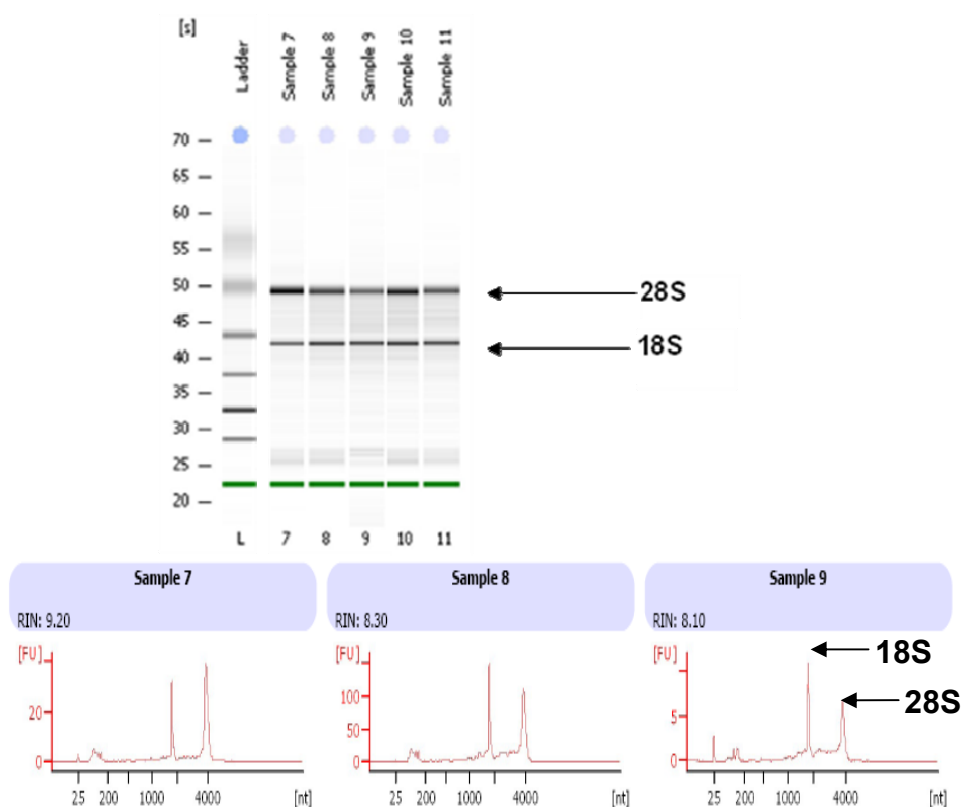 [s]
Ladder
Sample 7
Sample 8
Sample 9
Sample 10
Sample 11
70
65
60
55
50
45
40
35
30
25
20
28S
18S
L 7 8 9 10 11
Sample 7 Sample 8 Sample 9
RIN: 9.20 RIN: 8.30 RIN: 8.10
[FU] [FU] [FU]
18S
28S
20
0
100
50
0
5
0
25 200 1000 4000 [nt] 25 200 1000 4000 [nt] 25 200 1000 4000 [nt]